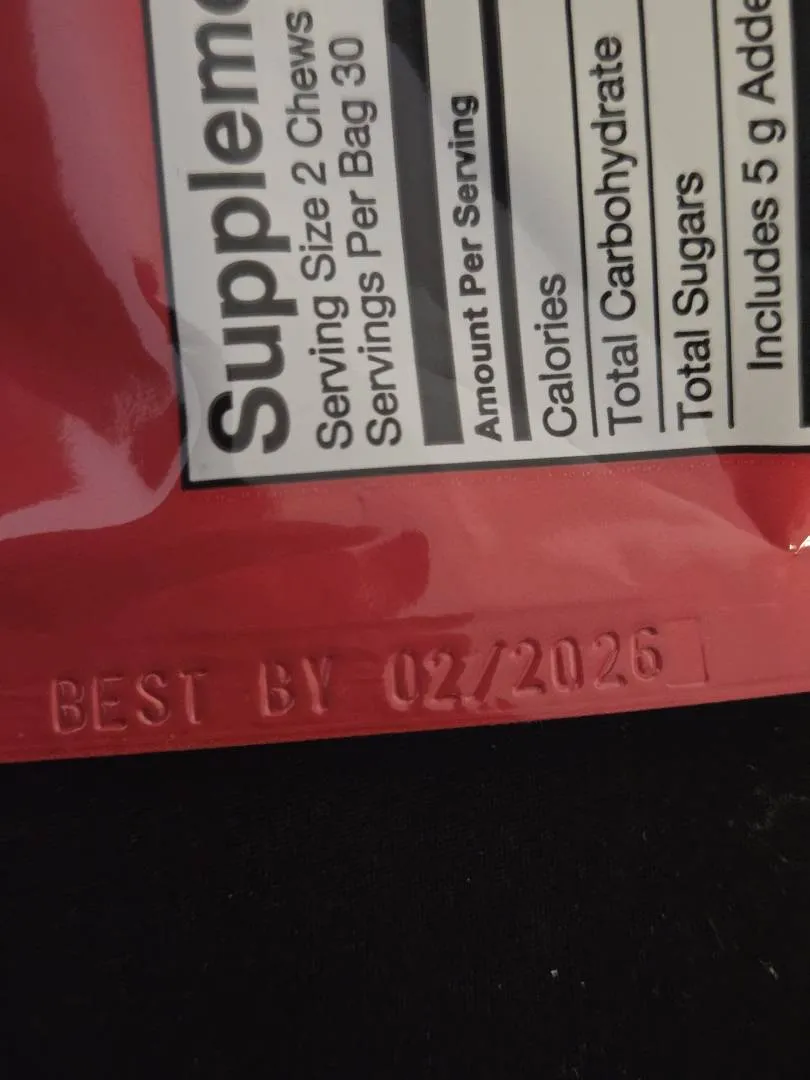 Supplem
Serving Size 2 Chews
Servings Per Bag 30
Amount Per Serving
Calories
Total Carbohydrate
Total Sugars
Includes 5 g Adde
BEST BY 02/2026